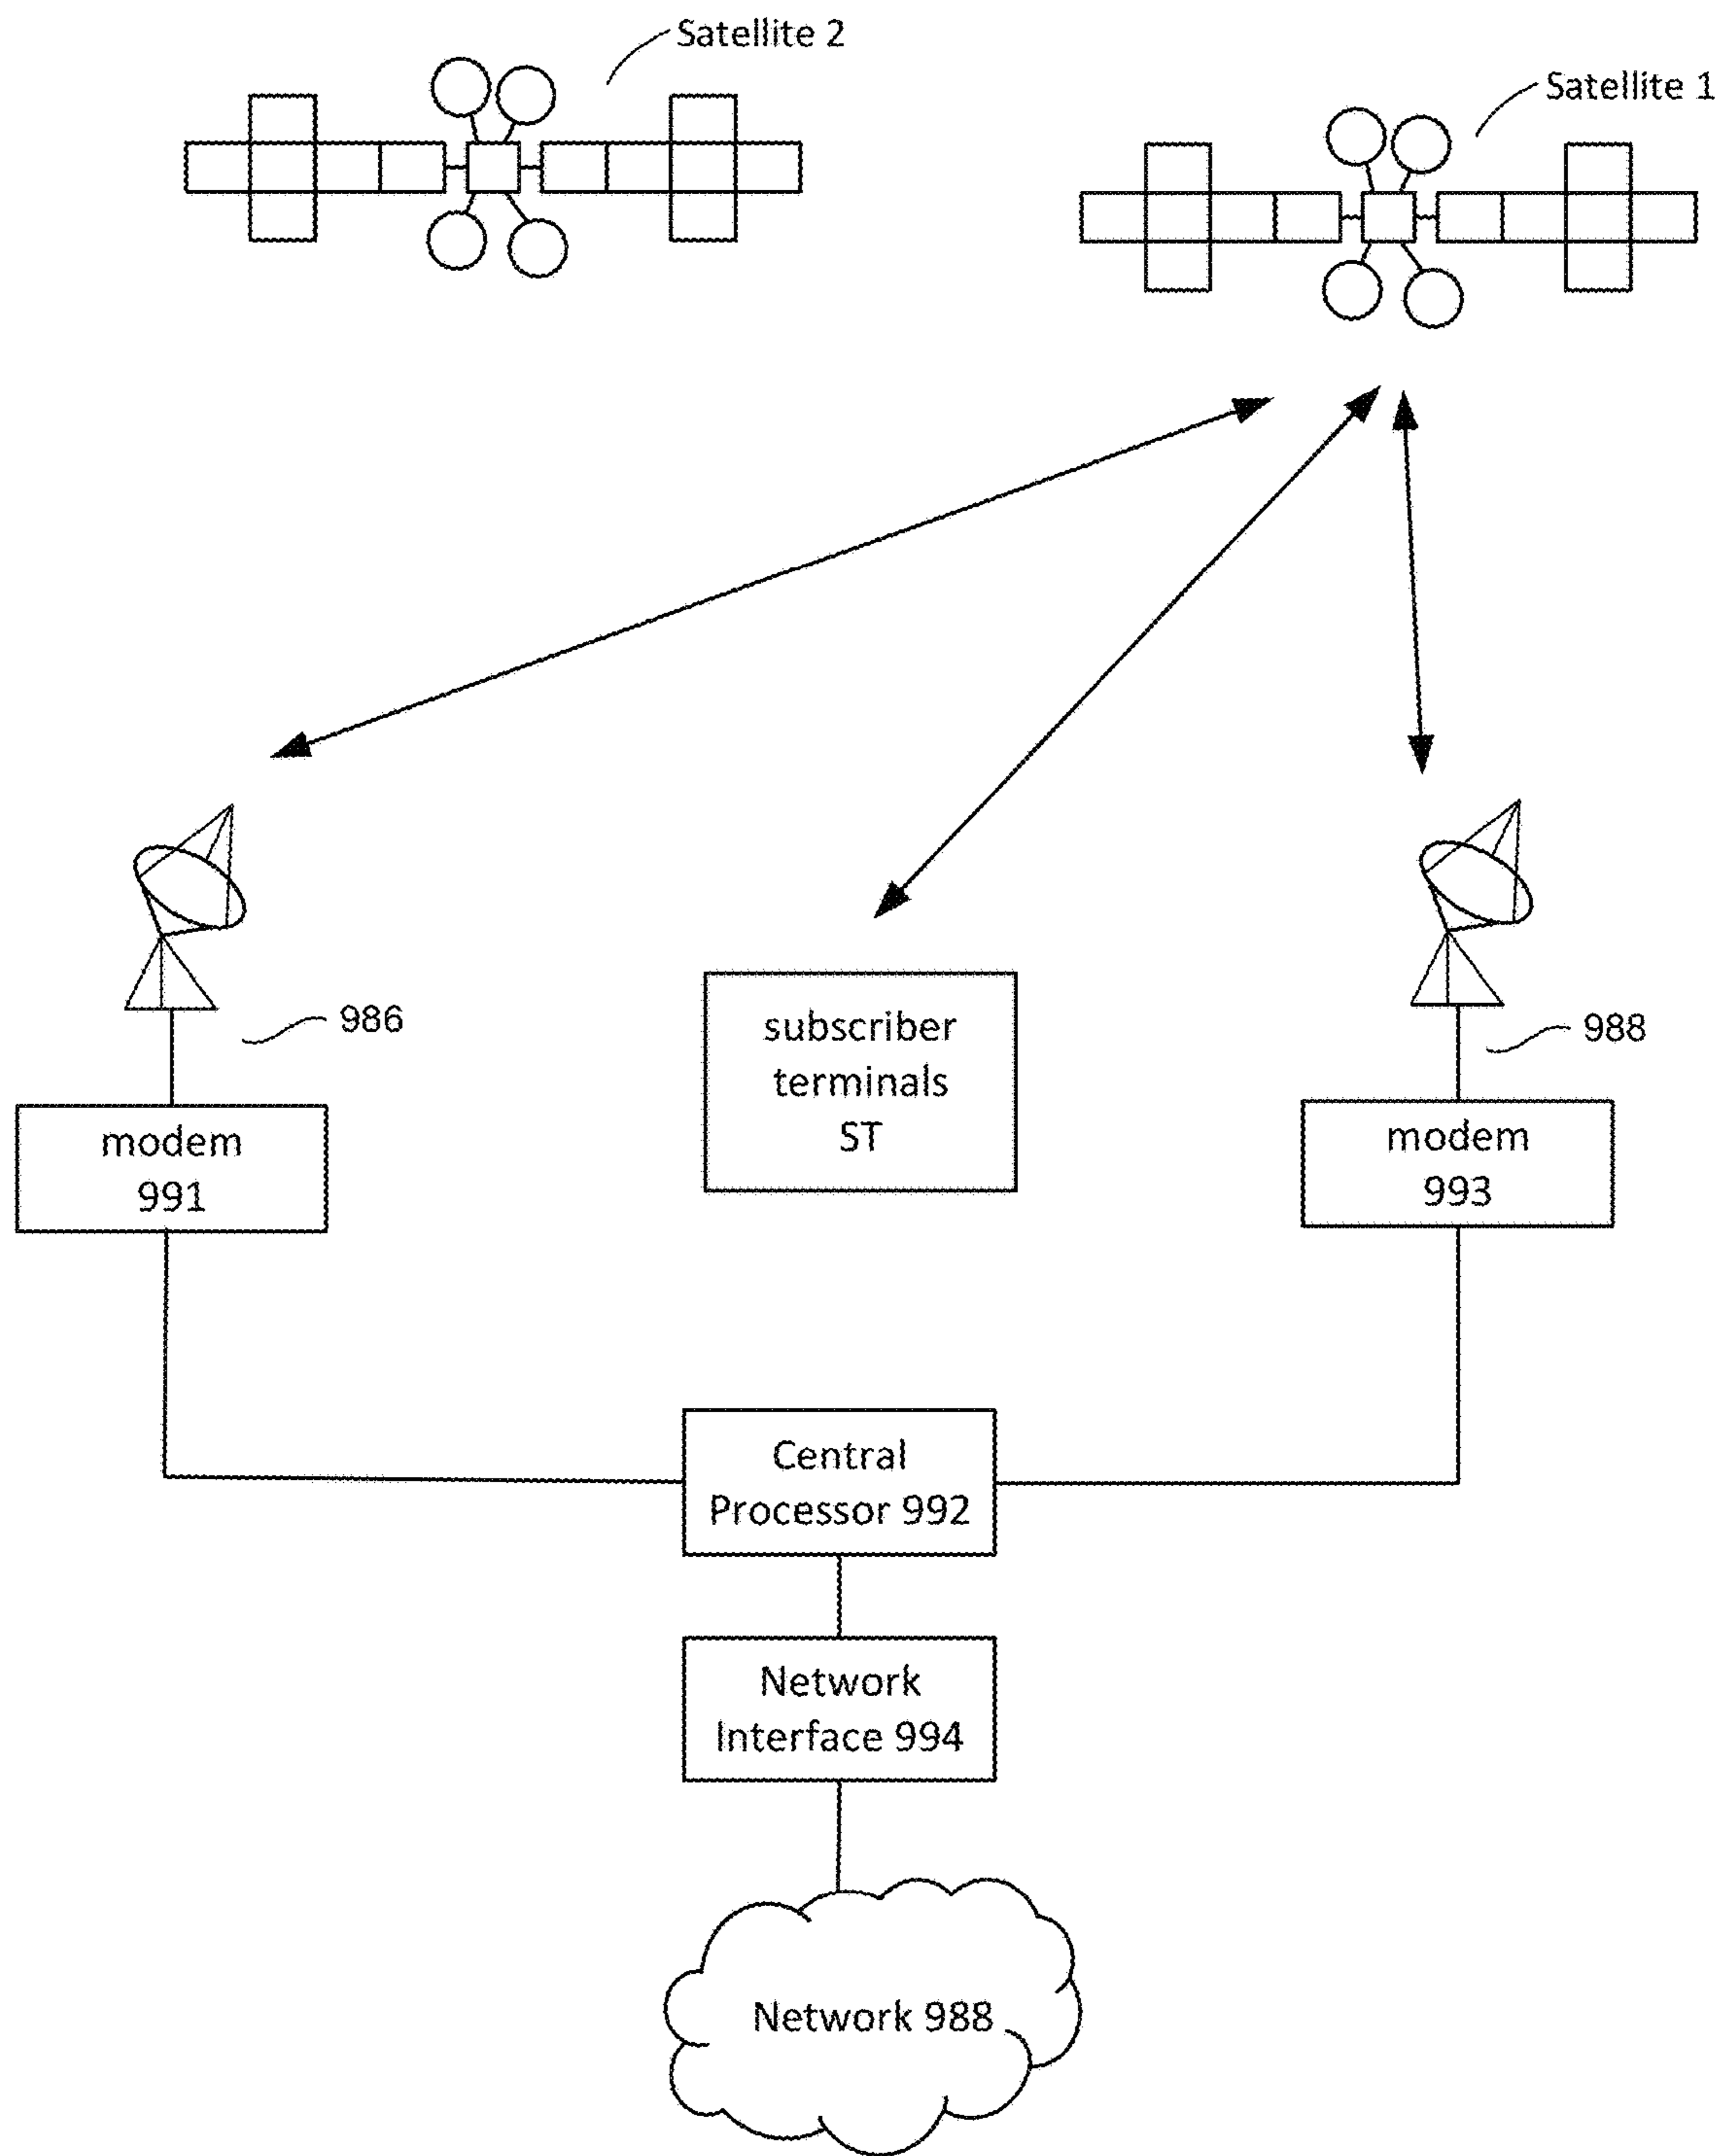 Satellite 2
Satellite 1
986
subscriber
terminals
ST
988
modem
991
modem
993
Central
Processor 992
Network
Interface 994
Network 988